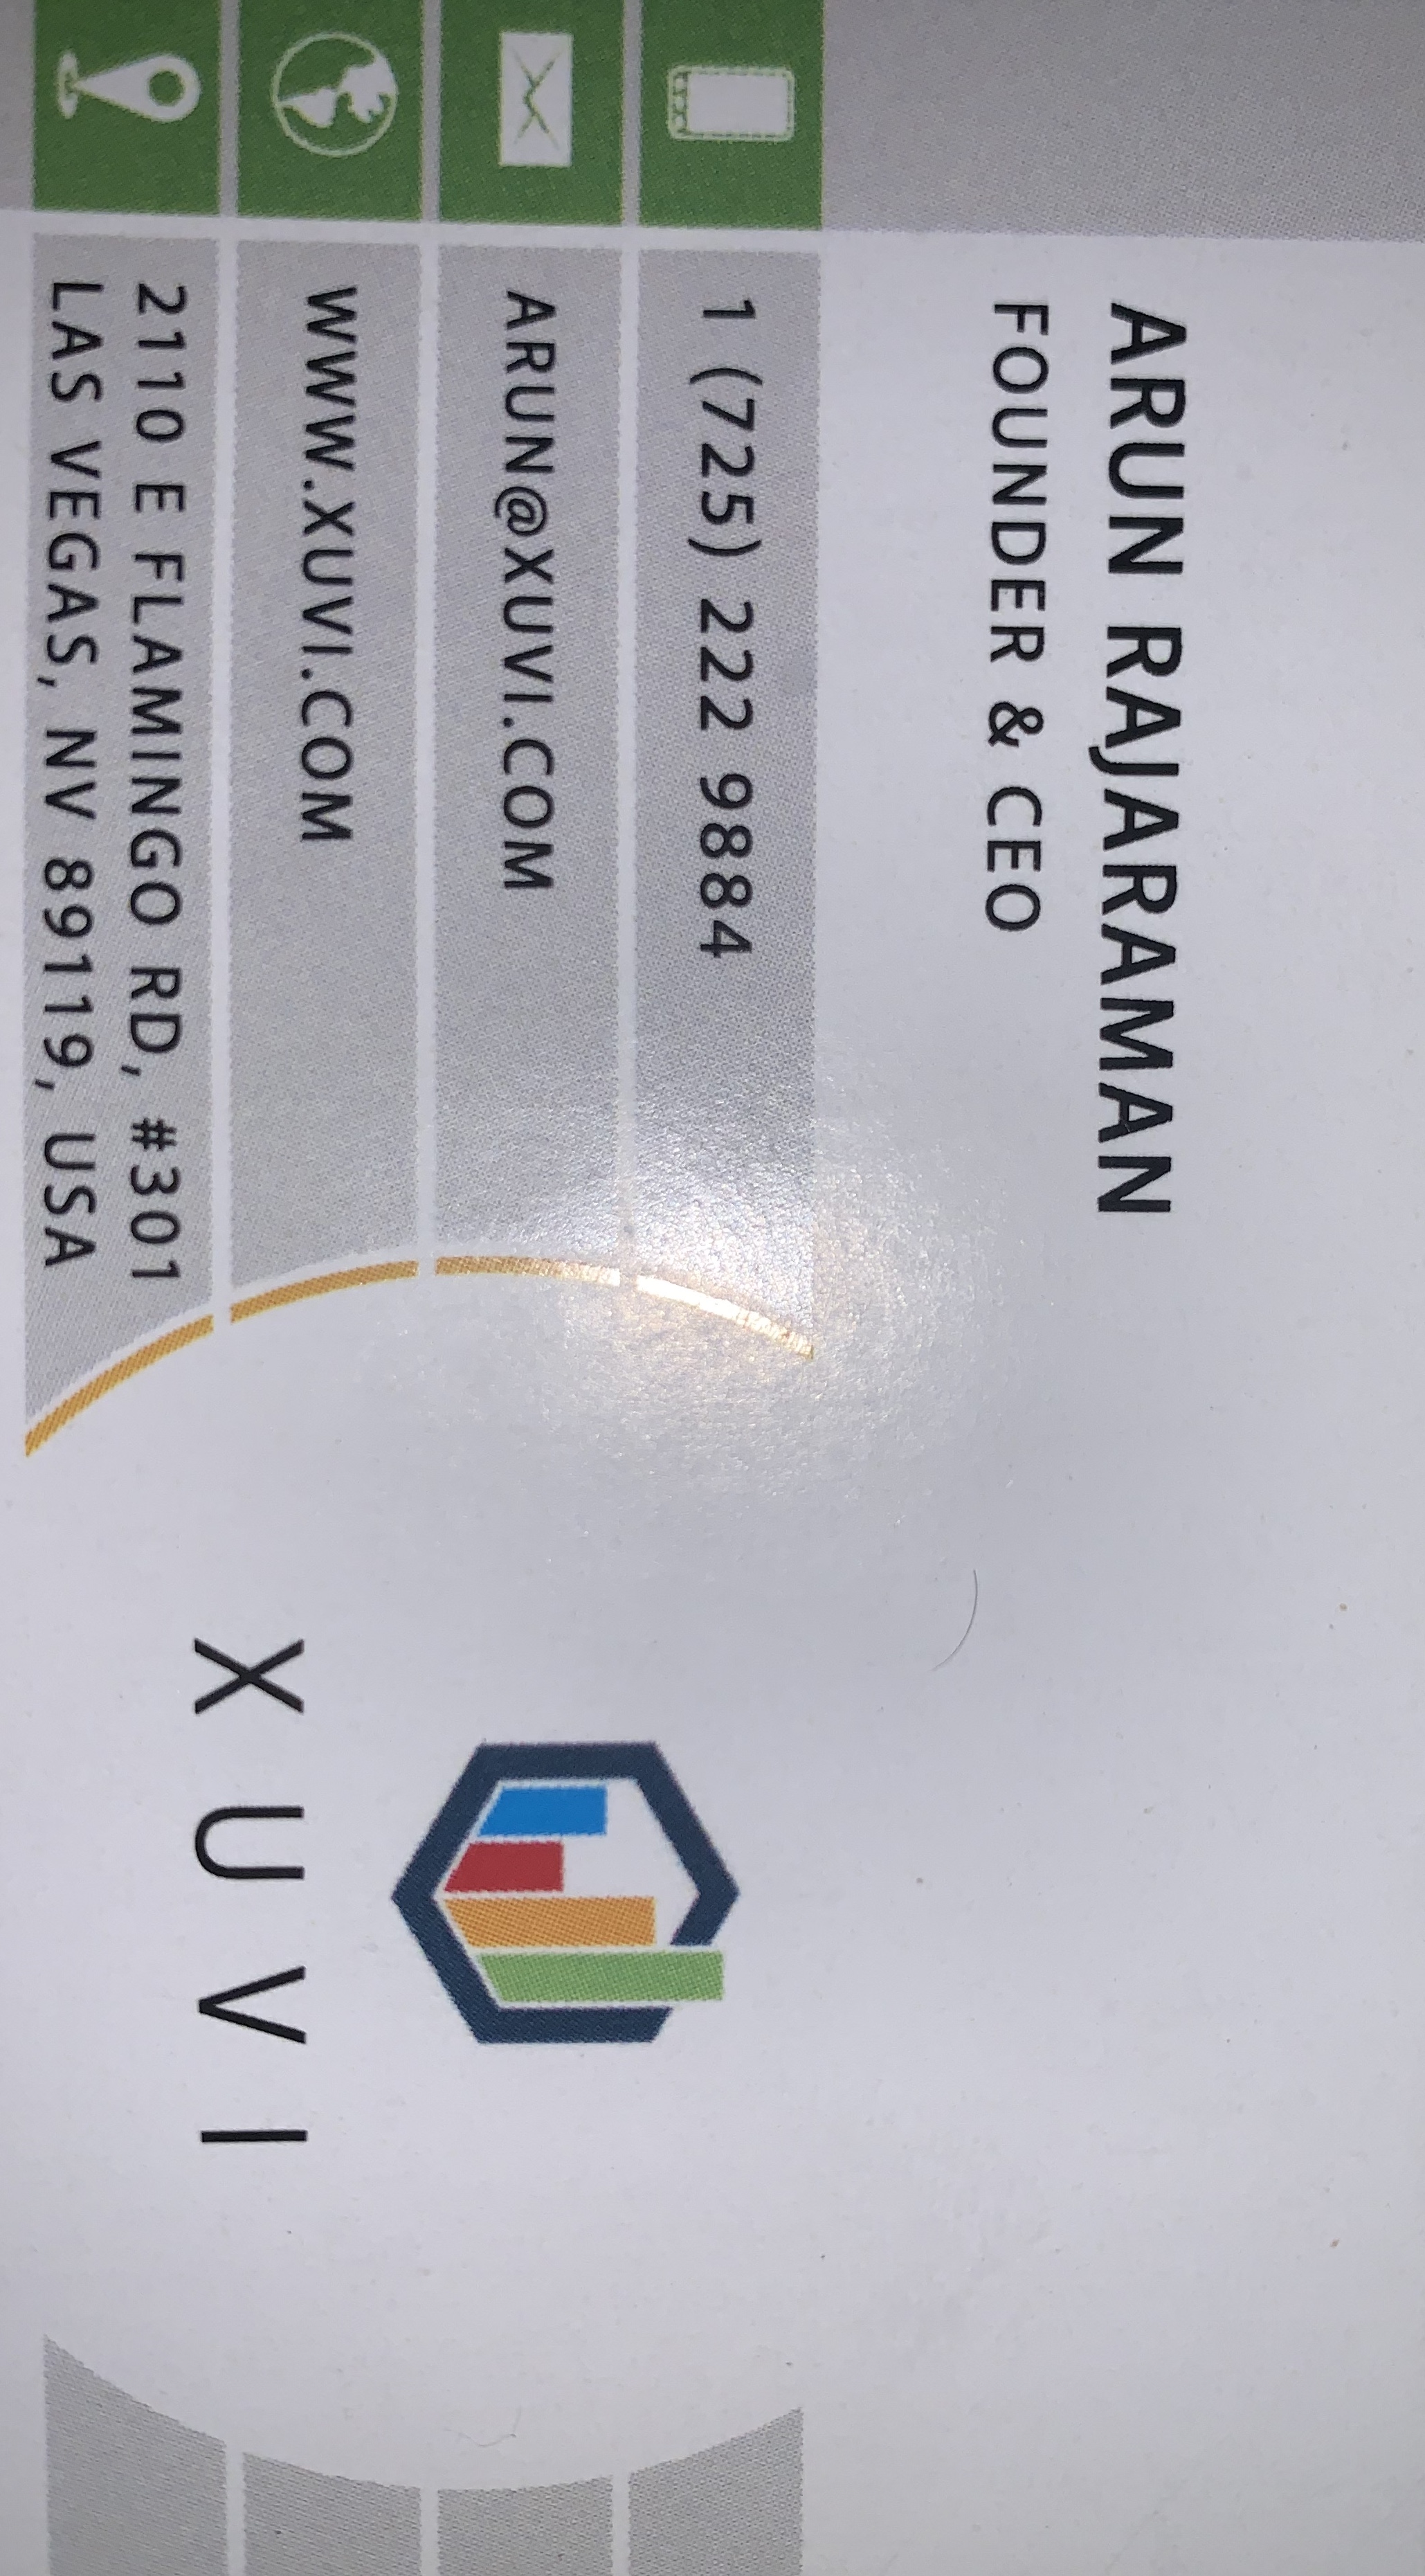 ARUN RAJARAMAN
FOUNDER & CEO
1 (725) 222 9884
ARUN@XUVI.COM
WWW.XUVI.COM
2110 E FLAMINGO RD, #301
LAS VEGAS, NV 89119, USA
XUVI